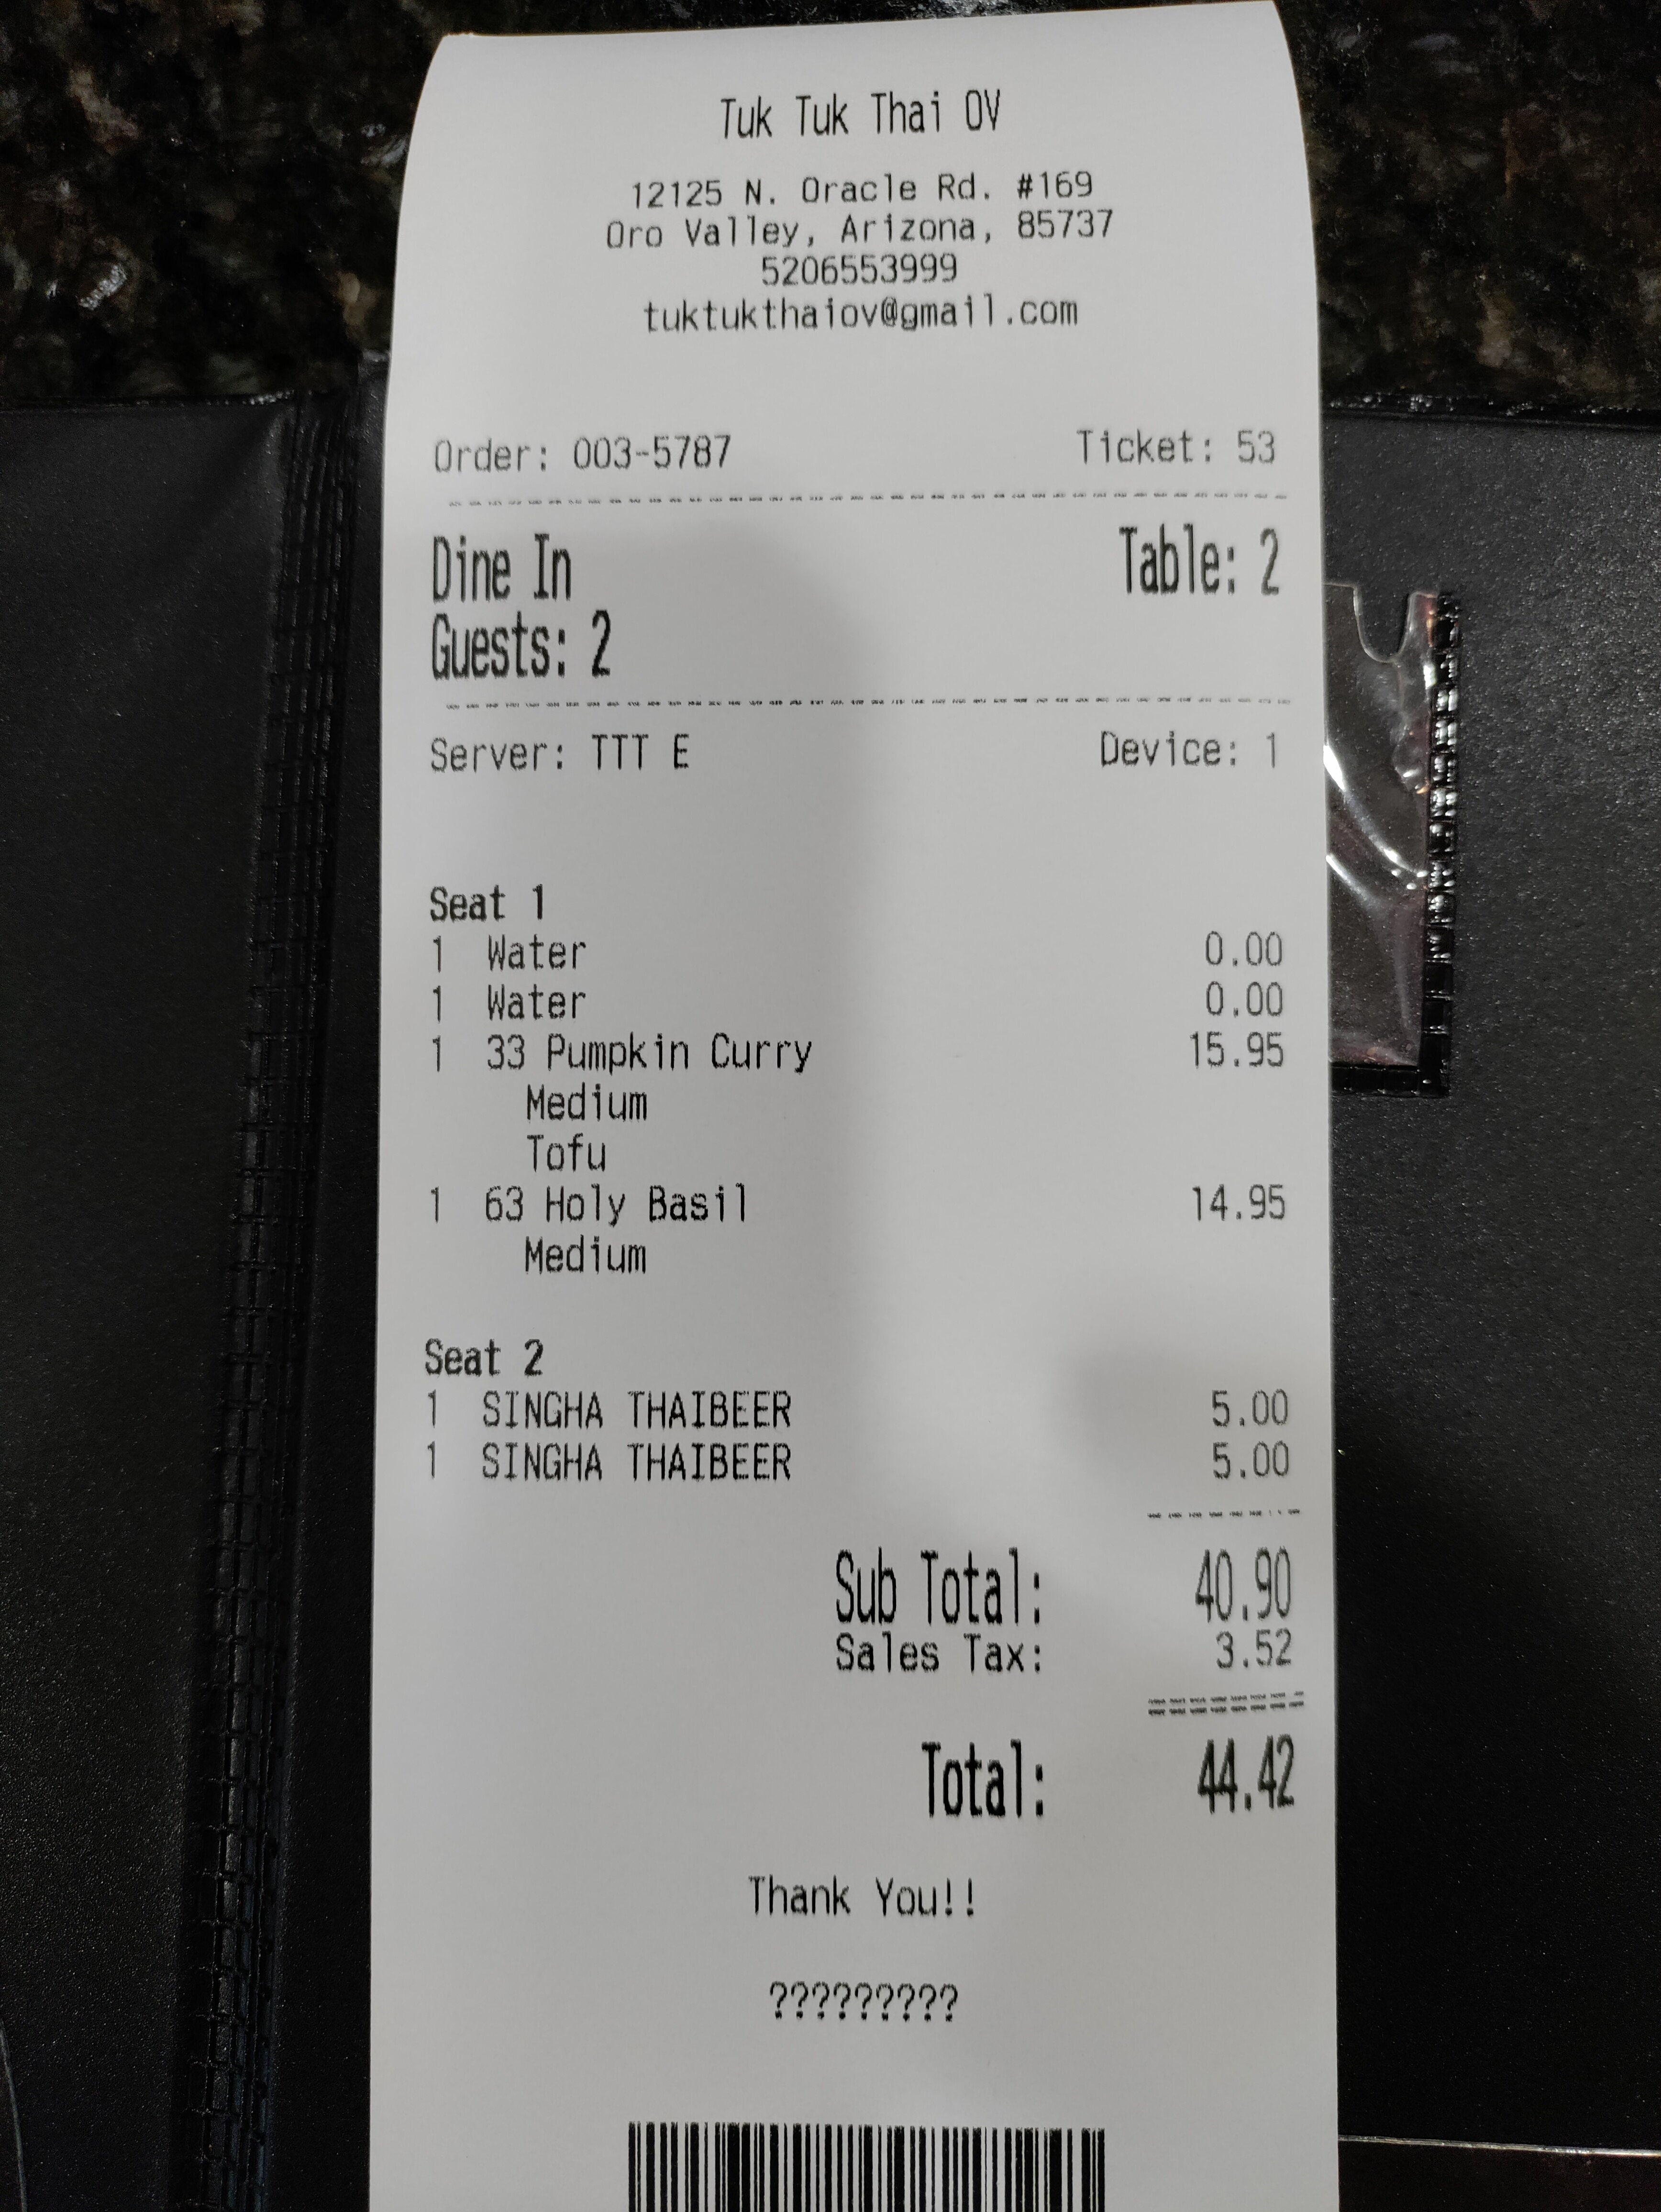 Tuk Tuk Thai OV
12125 N. Oracle Rd. #169
Oro Valley, Arizona, 85737
5206553999
tuktukthaiov@gmail.com
Order: 003-5787 Ticket: 53
Dine In Table: 2
Guests: 2
Server: TTT E Device: 1
Seat 1
1 Water 0.00
1 Water 0.00
1 33 Pumpkin Curry 15.95
Medium
Tofu
1 63 Holy Basil 14.95
Medium
Seat 2
1 SINGHA THAIBEER 5.00
1 SINGHA THAIBEER 5.00
Sub Total: 40.90
Sales Tax: 3.52
Total: 44.42
Thank You!!
?????????